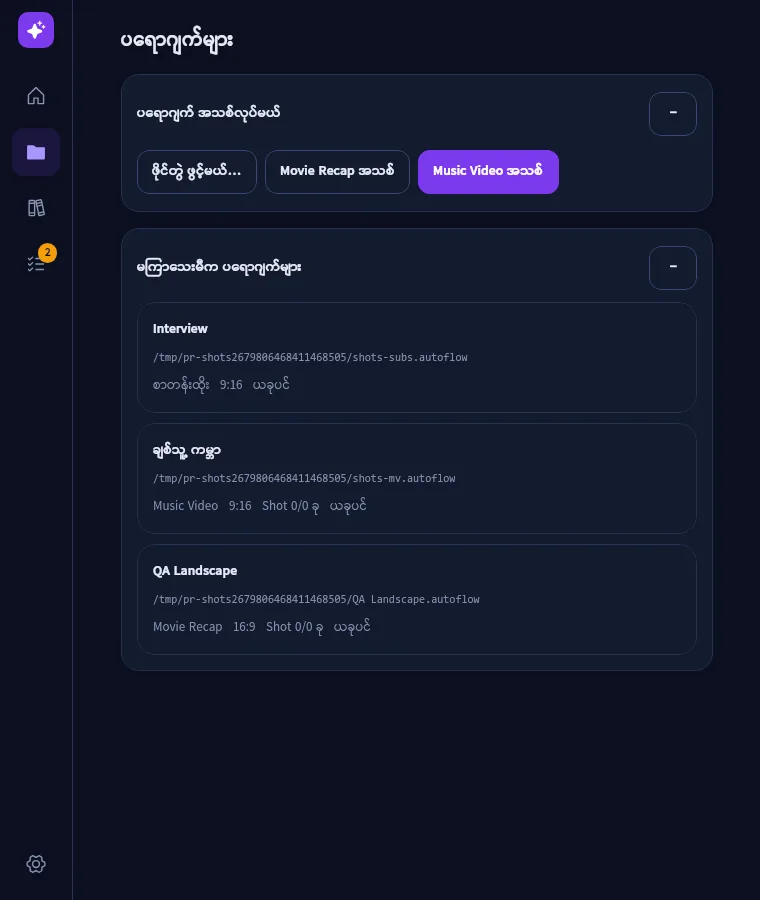 ပရောဂျက်များ
ပရောဂျက် အသစ်လုပ်မယ်
−
ဖိုင်တွဲ ဖွင့်မယ်…
Movie Recap အသစ်
Music Video အသစ်
2
မကြာသေးမီက ပရောဂျက်များ
−
Interview
/tmp/pr-shots2679806468411468505/shots-subs.autoflow
စာတန်းထိုး 9:16 ယခုပင်
ချစ်သူ့ ကမ္ဘာ
/tmp/pr-shots2679806468411468505/shots-mv.autoflow
Music Video 9:16 Shot 0/0 ခု ယခုပင်
QA Landscape
/tmp/pr-shots2679806468411468505/QA Landscape.autoflow
Movie Recap 16:9 Shot 0/0 ခု ယခုပင်